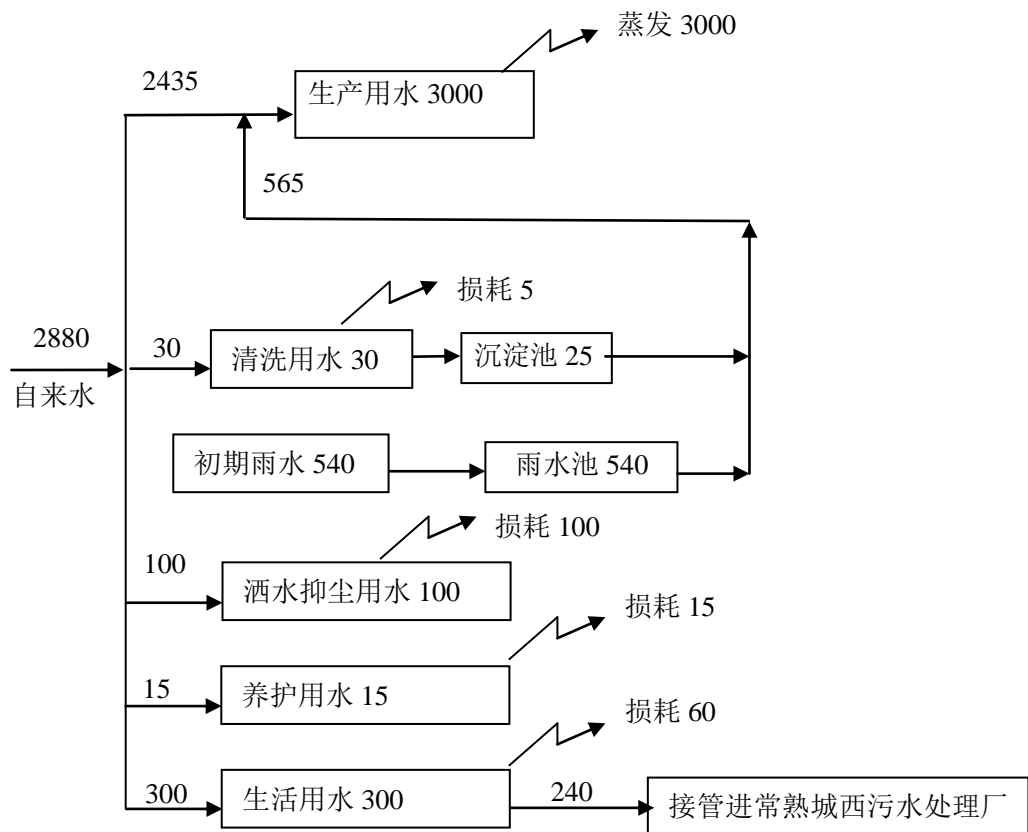 蒸发 3000
2435
生产用水 3000
565
损耗 5
2880
30
清洗用水 30
沉淀池 25
自来水
初期雨水 540
雨水池 540
损耗 100
100
洒水抑尘用水 100
损耗 15
15
养护用水 15
损耗 60
300
生活用水 300
240
接管进常熟城西污水处理厂